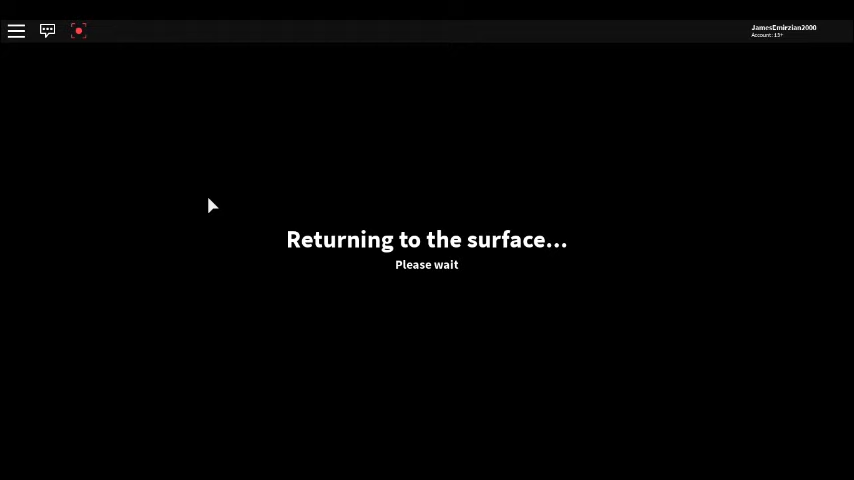 JamesEmirzian2000
Account: 13+
Returning to the surface...
Please wait